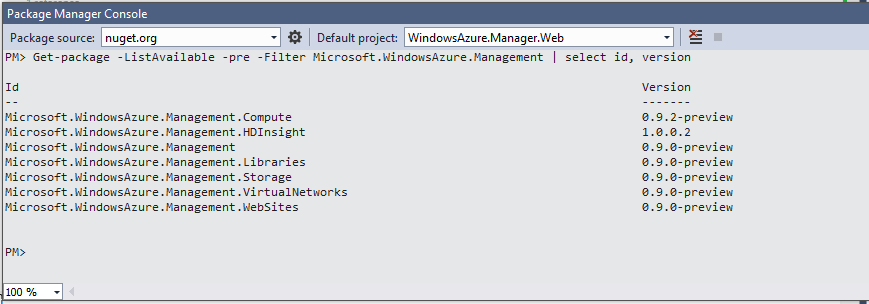 Package Manager Console
Package source: nuget.org Default project: WindowsAzure.Manager.Web
PM> Get-package -ListAvailable -pre -Filter Microsoft.WindowsAzure.Management | select id, version
Id Version
-- -------
Microsoft.WindowsAzure.Management.Compute 0.9.2-preview
Microsoft.WindowsAzure.Management.HDInsight 1.0.0.2
Microsoft.WindowsAzure.Management 0.9.0-preview
Microsoft.WindowsAzure.Management.Libraries 0.9.0-preview
Microsoft.WindowsAzure.Management.Storage 0.9.0-preview
Microsoft.WindowsAzure.Management.VirtualNetworks 0.9.0-preview
Microsoft.WindowsAzure.Management.WebSites 0.9.0-preview
PM>
100 %